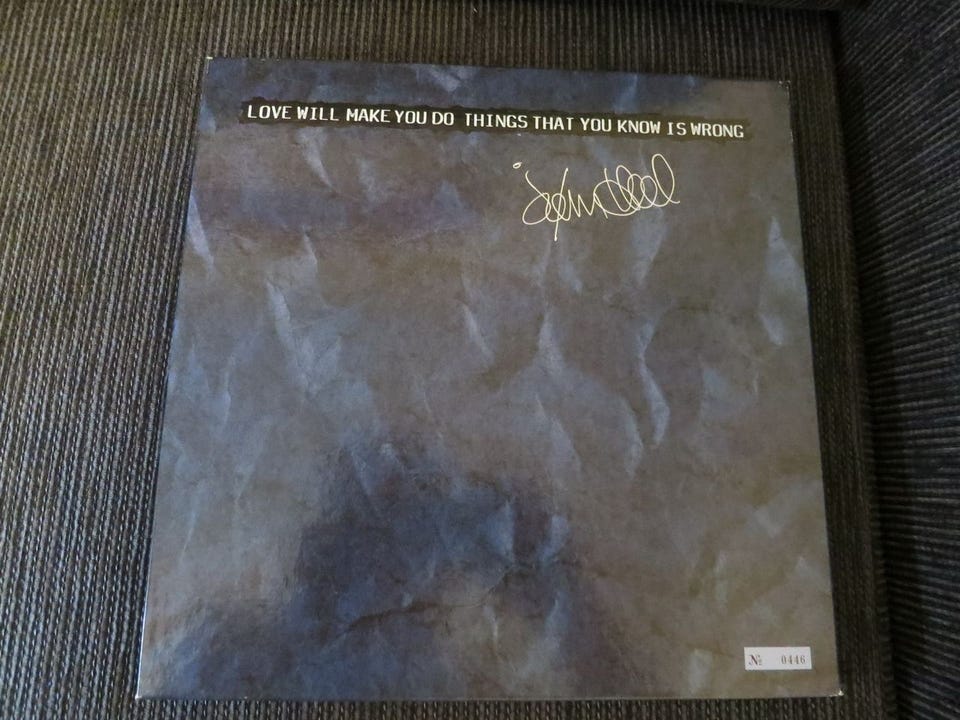 LOVE WILL MAKE YOU DO THINGS THAT YOU KNOW IS WRONG
№ 0446